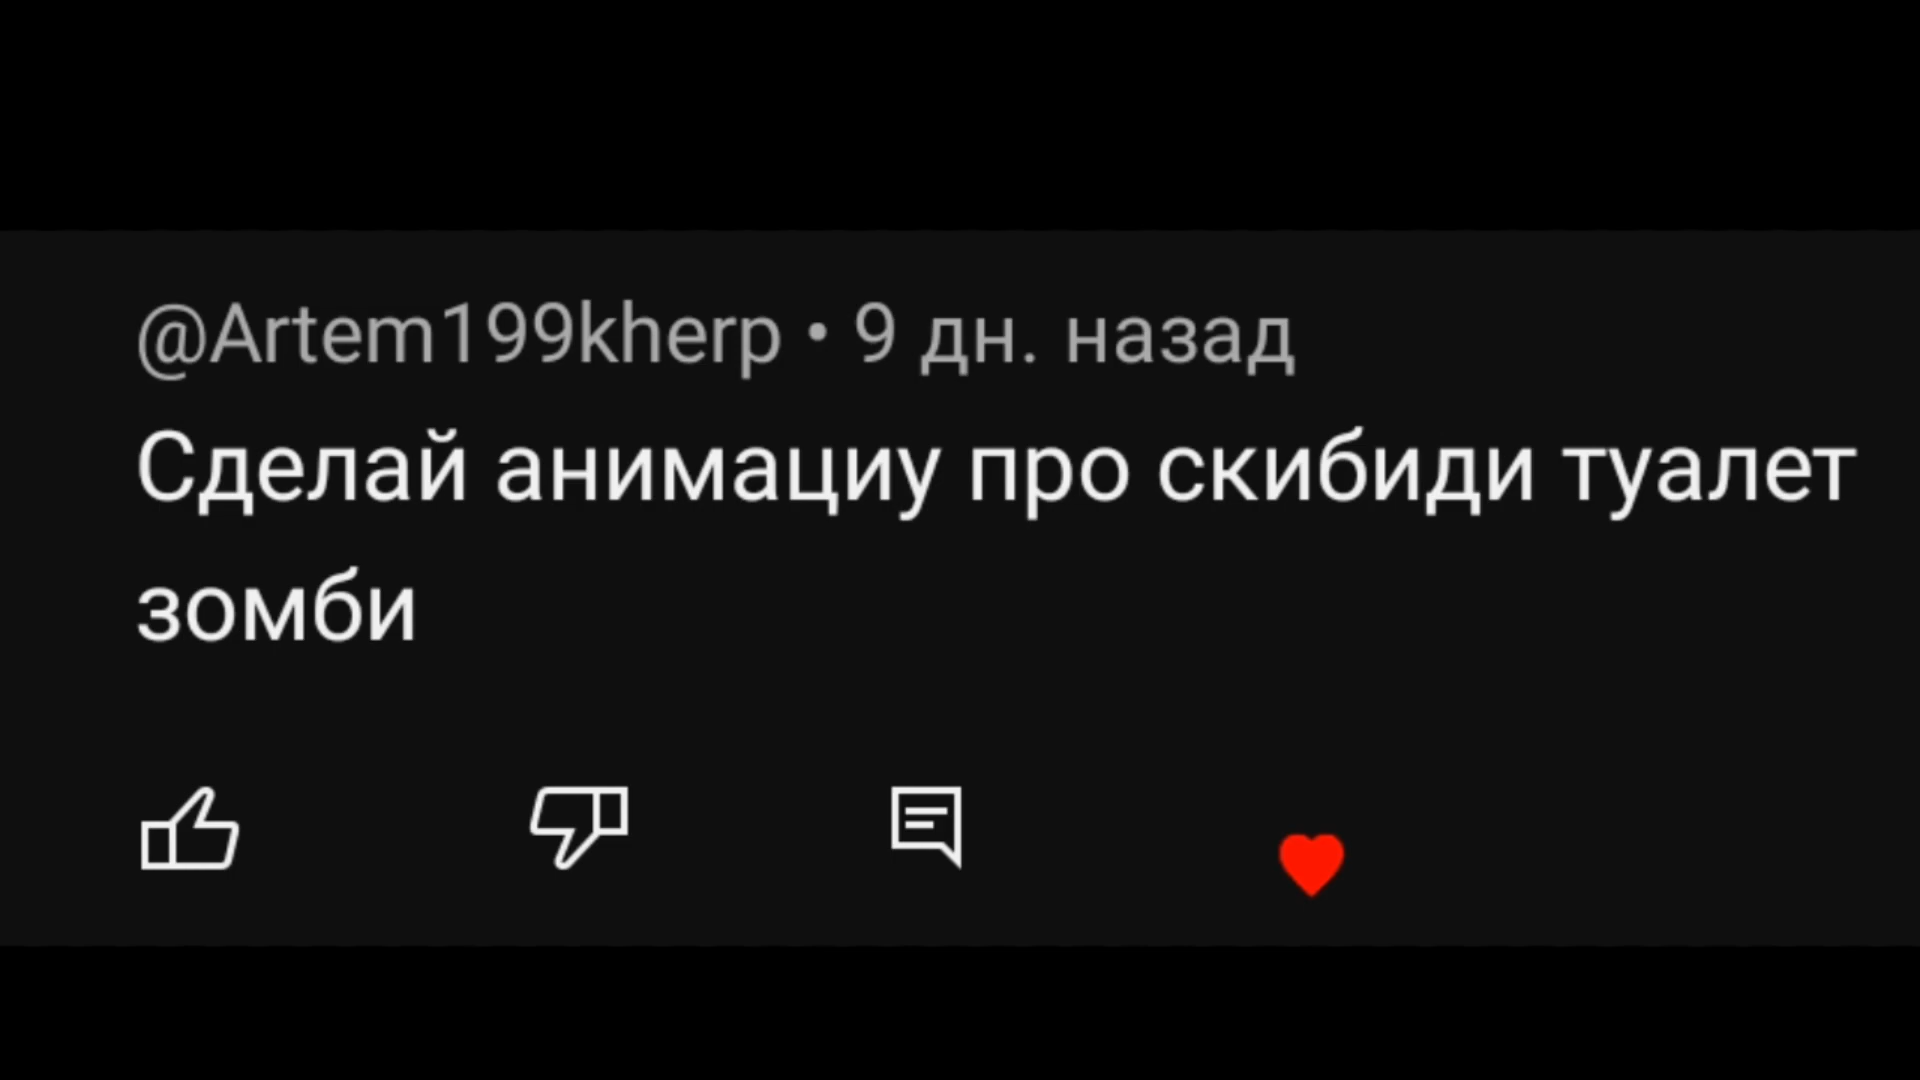 @Artem199kherp • 9 дн. назад
Сделай анимациу про скибиди туалет
зомби